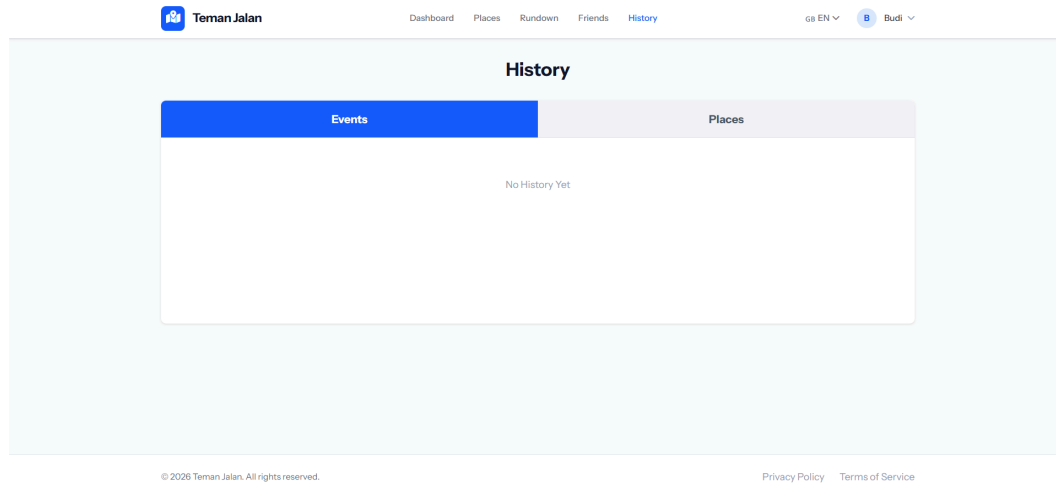 Teman Jalan
Dashboard Places Rundown Friends History
GB EN
B Budi
History
Events Places
No History Yet
© 2026 Teman Jalan. All rights reserved.
Privacy Policy Terms of Service